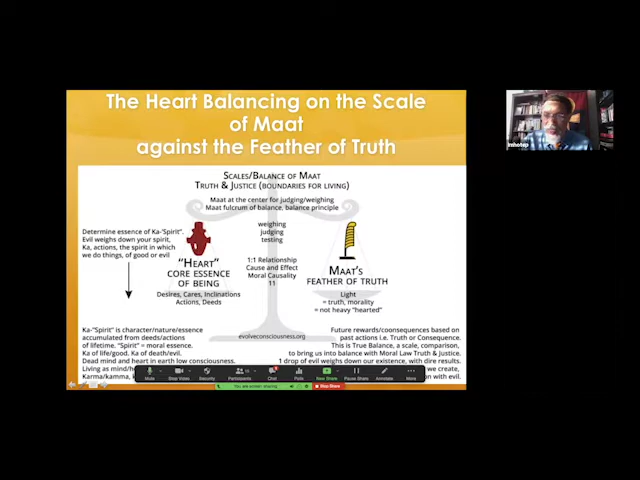 The Heart Balancing on the Scale
of Maat
against the Feather of Truth
SCALES/BALANCE OF MAAT
TRUTH & JUSTICE (BOUNDARIES FOR LIVING)
Maat at the center for judging/weighing
Maat fulcrum of balance, balance principle
Determine essence of Ka-"Spirit".
Evil weighs down your spirit,
Ka, actions, the spirit in which
we do things, of good or evil
weighing
judging
testing
"HEART"
CORE ESSENCE
OF BEING
Desires, Cares, Inclinations
Actions, Deeds
1:1 Relationship
Cause and Effect
Moral Causality
11
MAAT'S
FEATHER OF TRUTH
Light
= truth, morality
= not heavy "hearted"
evolveconsciousness.org
Ka-"Spirit" is character/nature/essence
accumulated from deeds/actions
of lifetime. "Spirit" = moral essence.
Ka of life/good. Ka of death/evil.
Dead mind and heart in earth low consciousness.
Living as mind/h
Karma/kamma, k
Future rewards/coonsequences based on
past actions i.e. Truth or Consequence.
This is True Balance, a scale, comparison,
to bring us into balance with Moral Law Truth & Justice.
1 drop of evil weighs down our existence, with dire results.
we create,
on with evil.
Mute
Stop Video
Security
Participants
Chat
Polls
New Share
Pause Share
Annotate
More
You are screen sharing
Stop Share
Imhotep